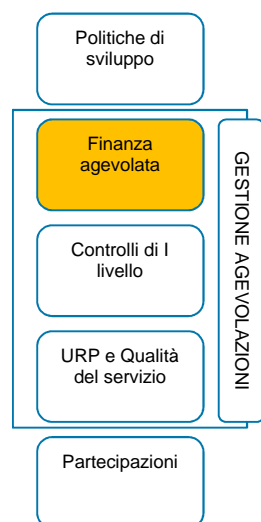 Politiche di
sviluppo
Finanza
agevolata
Controlli di I
livello
URP e Qualità
del servizio
GESTIONE AGEVOLAZIONI
Partecipazioni